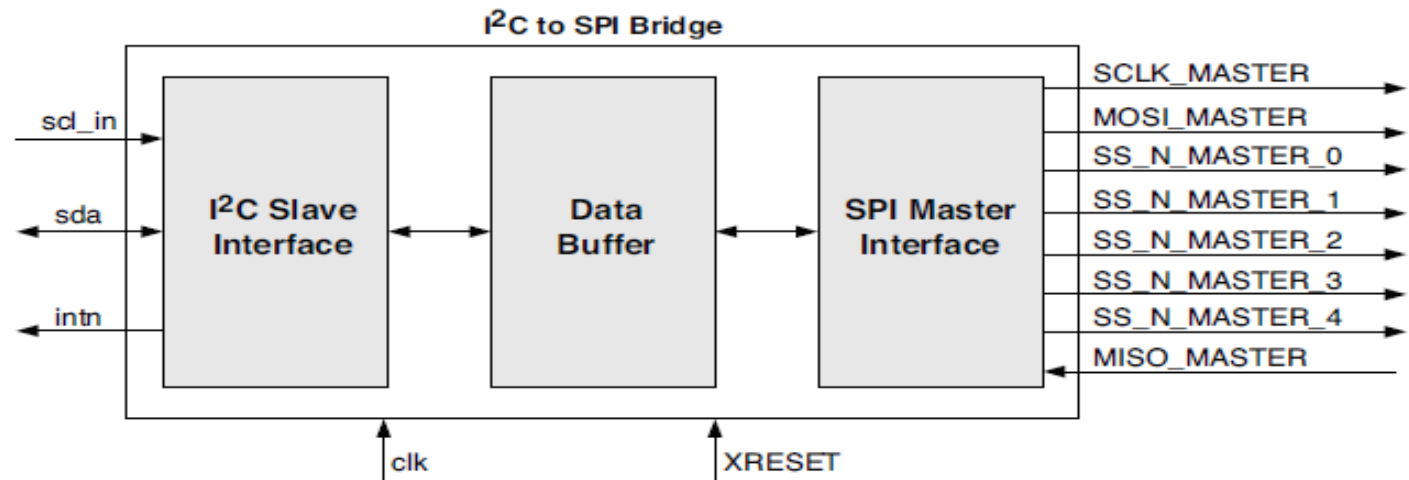 I²C to SPI Bridge
scl_in
sda
intn
I²C Slave
Interface
Data
Buffer
SPI Master
Interface
SCLK_MASTER
MOSI_MASTER
SS_N_MASTER_0
SS_N_MASTER_1
SS_N_MASTER_2
SS_N_MASTER_3
SS_N_MASTER_4
MISO_MASTER
clk
XRESET